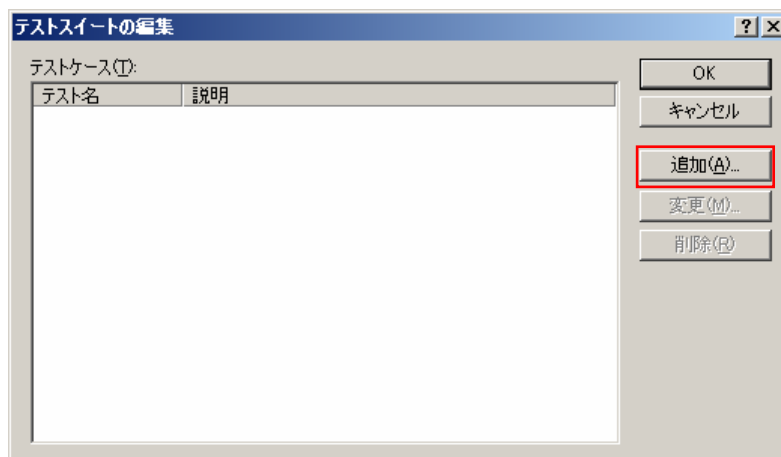 テストスイートの編集
テストケース(T):
テスト名 説明
OK
キャンセル
追加(A)...
変更(M)...
削除(R)